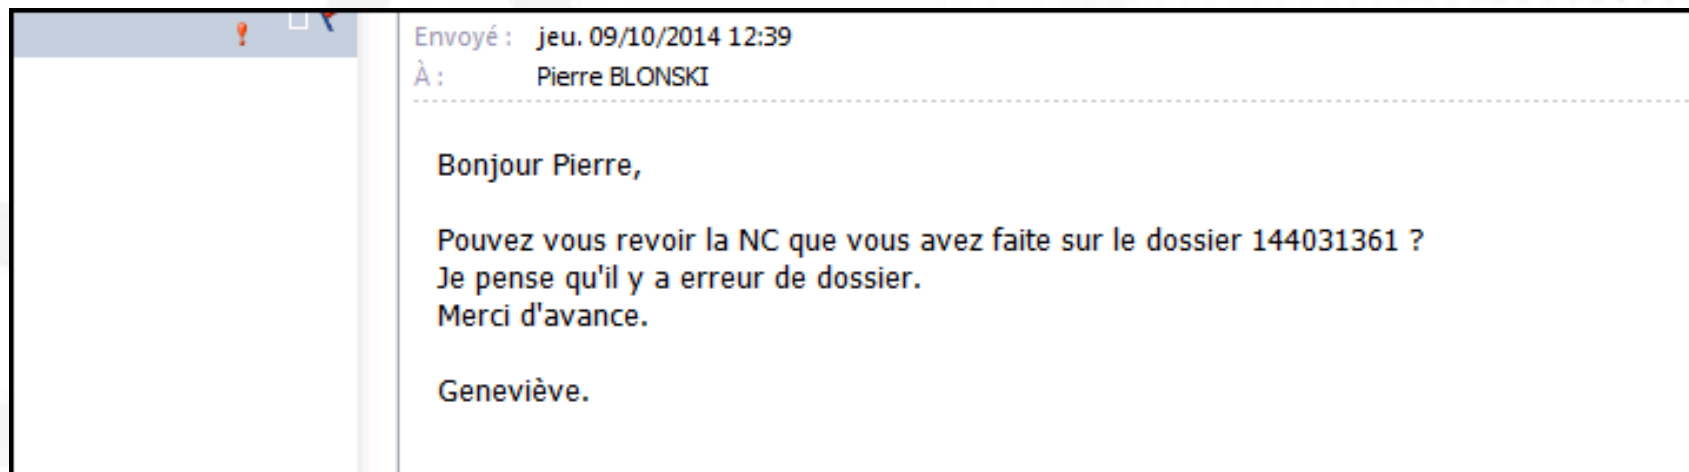 Envoyé : jeu. 09/10/2014 12:39
À : Pierre BLONSKI
Bonjour Pierre,
Pouvez vous revoir la NC que vous avez faite sur le dossier 144031361 ?
Je pense qu'il y a erreur de dossier.
Merci d'avance.
Geneviève.